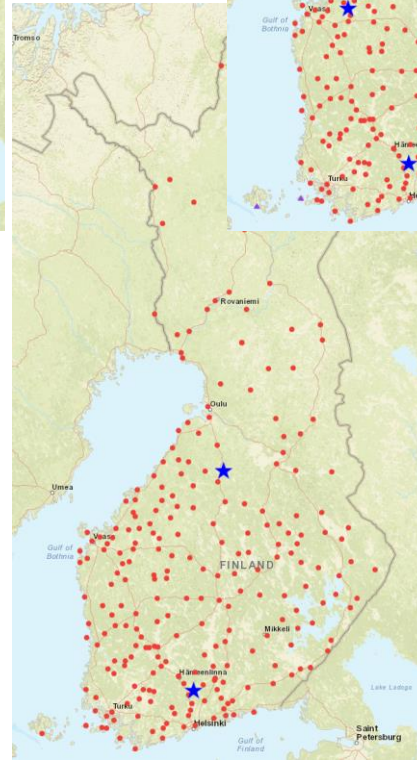 Tromso
Gulf of
Bothnia
Vaasa
Turku
Rovaniemi
Oulu
Umea
Vaasa
Gulf of
Bothnia
FINLAND
Mikkeli
Hämeenlinna
Lake Ladoga
Turku
Helsinki
Gulf of
Finland
Saint
Petersburg